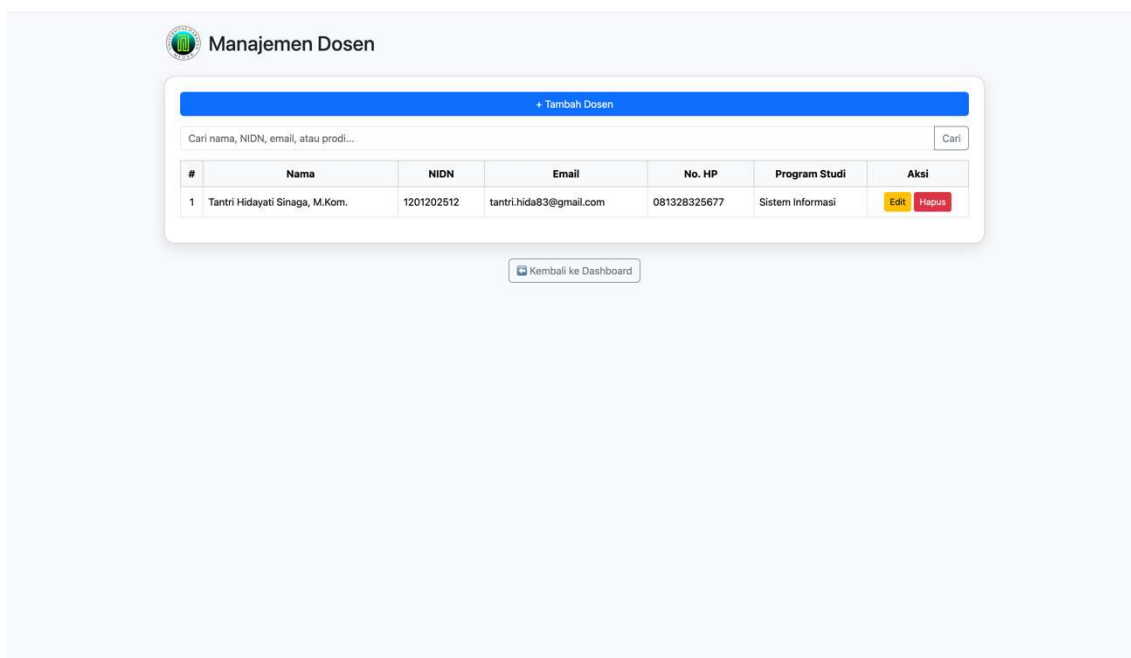 Manajemen Dosen
+ Tambah Dosen
Cari nama, NIDN, email, atau prodi... Cari
# Nama NIDN Email No. HP Program Studi Aksi
1 Tantri Hidayati Sinaga, M.Kom. 1201202512 tantri.hida83@gmail.com 081328325677 Sistem Informasi Edit Hapus
Kembali ke Dashboard